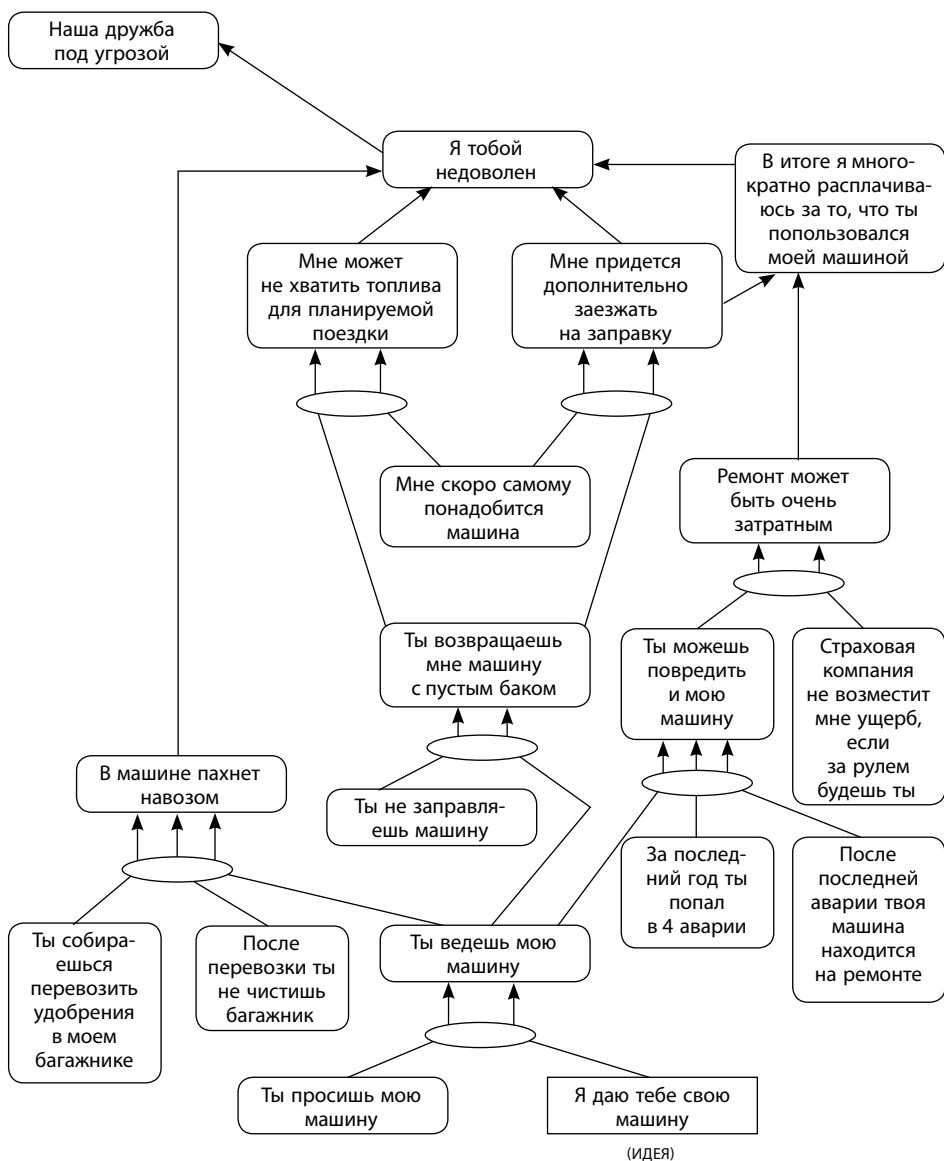 Наша дружба
под угрозой
Я тобой
недоволен
В итоге я много-
кратно расплачива-
юсь за то, что ты
попользовался
моей машиной
Мне может
не хватить топлива
для планируемой
поездки
Мне придется
дополнительно
заезжать
на заправку
Мне скоро самому
понадобится
машина
Ремонт может
быть очень
затратным
Ты возвращаешь
мне машину
с пустым баком
Ты можешь
повредить
и мою
машину
Страховая
компания
не возместит
мне ущерб,
если
за рулем
будешь ты
В машине пахнет
навозом
Ты не заправля-
ешь машину
За послед-
ний год ты
попал
в 4 аварии
После
последней
аварии твоя
машина
находится
на ремонте
Ты собира-
ешься
перевозить
удобрения
в моем
багажнике
После
перевозки ты
не чистишь
багажник
Ты ведешь мою
машину
Ты просишь мою
машину
Я даю тебе свою
машину
(ИДЕЯ)